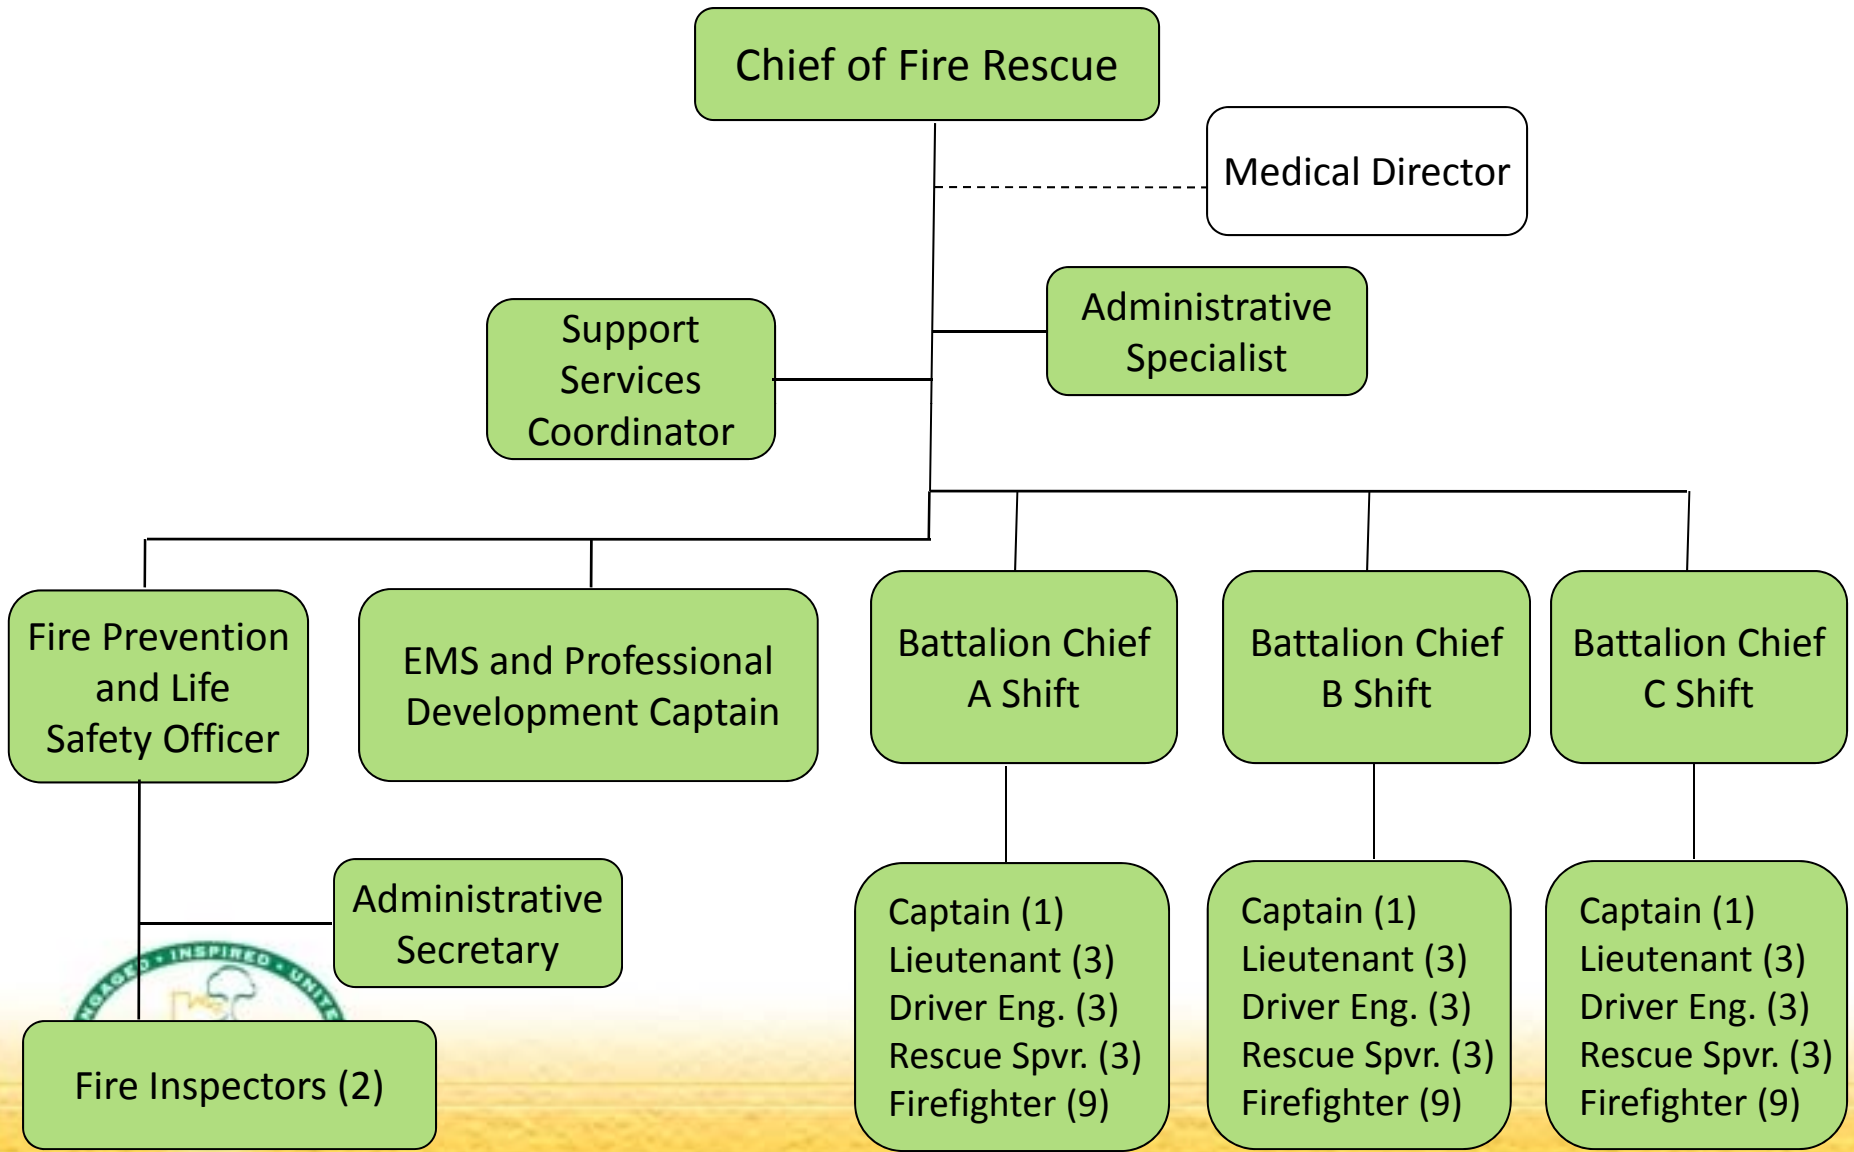 Chief of Fire Rescue
Medical Director
Administrative
Specialist
Support
Services
Coordinator
Fire Prevention
and Life
Safety Officer
EMS and Professional
Development Captain
Battalion Chief
A Shift
Battalion Chief
B Shift
Battalion Chief
C Shift
Administrative
Secretary
INSPIRED
Fire Inspectors (2)
Captain (1)
Lieutenant (3)
Driver Eng. (3)
Rescue Spvr. (3)
Firefighter (9)
Captain (1)
Lieutenant (3)
Driver Eng. (3)
Rescue Spvr. (3)
Firefighter (9)
Captain (1)
Lieutenant (3)
Driver Eng. (3)
Rescue Spvr. (3)
Firefighter (9)